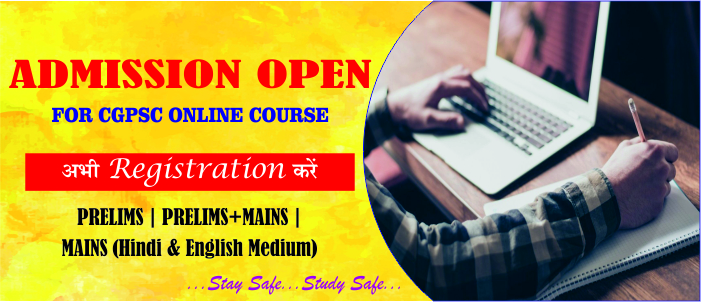 ADMISSION OPEN
FOR CGPSC ONLINE COURSE
अभी Registration करें
PRELIMS | PRELIMS+MAINS |
MAINS (Hindi & English Medium)
...Stay Safe...Study Safe...